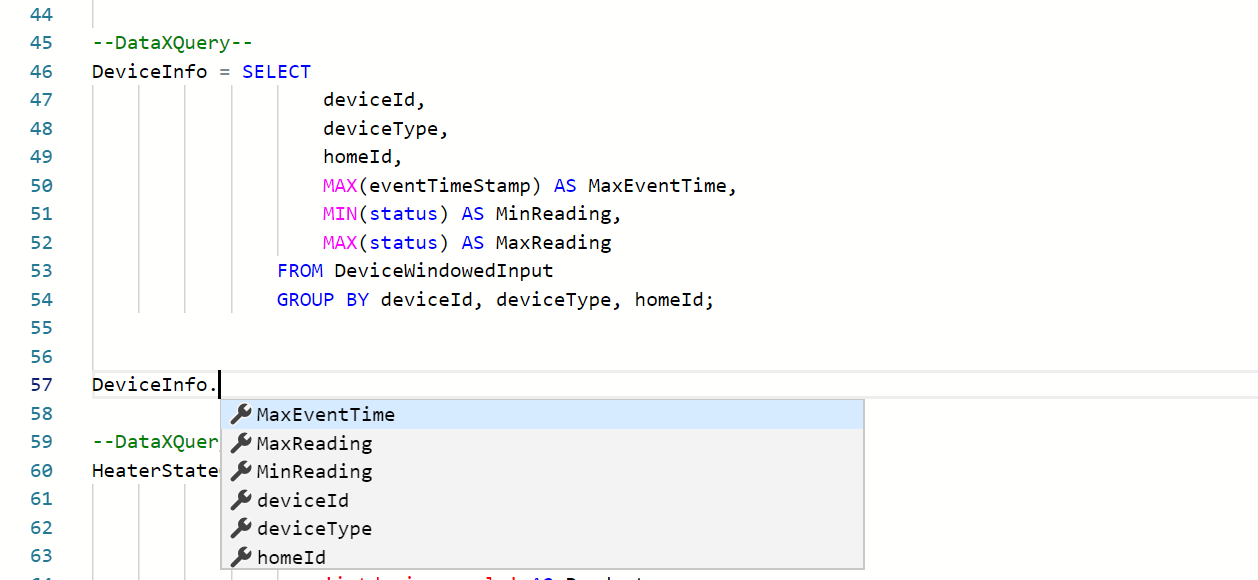 44
45 --DataXQuery--
46 DeviceInfo = SELECT
47 deviceId,
48 deviceType,
49 homeId,
50 MAX(eventTimeStamp) AS MaxEventTime,
51 MIN(status) AS MinReading,
52 MAX(status) AS MaxReading
53 FROM DeviceWindowedInput
54 GROUP BY deviceId, deviceType, homeId;
55
56
57 DeviceInfo.
58 MaxEventTime
59 --DataXQuer MaxReading
60 HeaterState MinReading
61 deviceId
62 deviceType
63 homeId